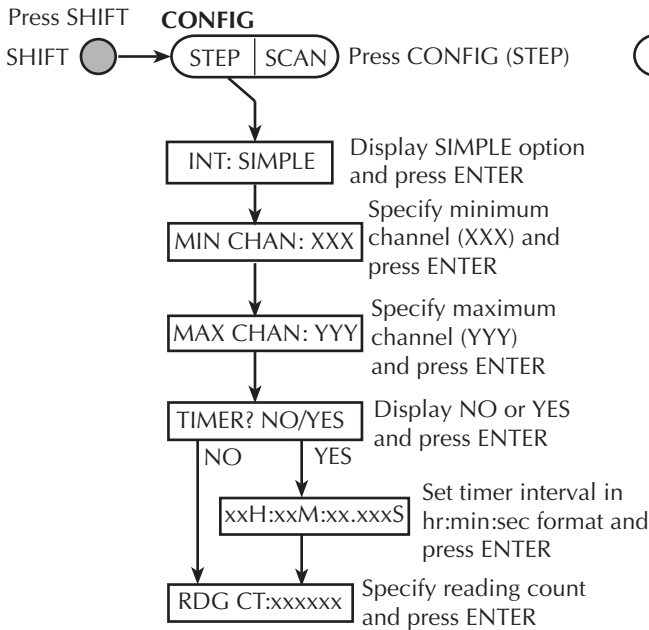 Press SHIFT
CONFIG
SHIFT
STEP | SCAN
Press CONFIG (STEP)
INT: SIMPLE
Display SIMPLE option
and press ENTER
MIN CHAN: XXX
Specify minimum
channel (XXX) and
press ENTER
MAX CHAN: YYY
Specify maximum
channel (YYY)
and press ENTER
TIMER? NO/YES
Display NO or YES
and press ENTER
NO
YES
xxH:xxM:xx.xxxS
Set timer interval in
hr:min:sec format and
press ENTER
RDG CT:xxxxxx
Specify reading count
and press ENTER